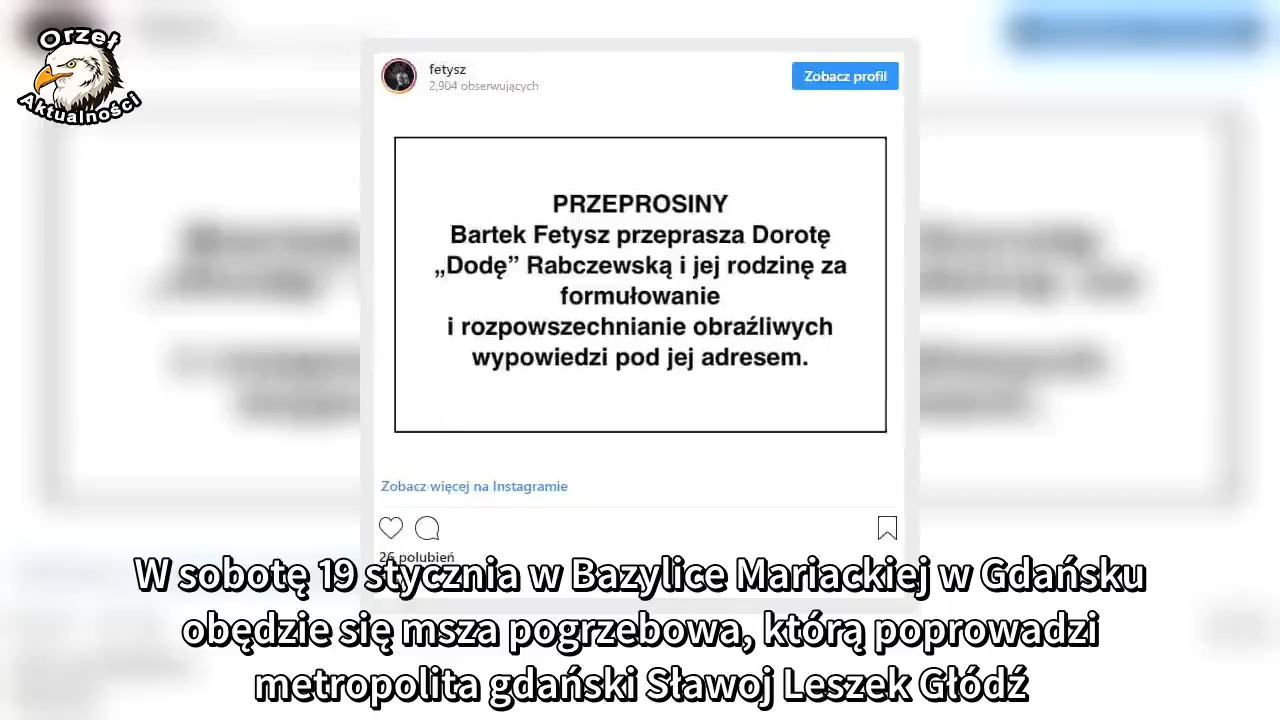 Orzeł
Aktualności
fetysz
2,904 obserwujących
Zobacz profil
PRZEPROSINY
Bartek Fetysz przeprasza Dorotę
„Dodę” Rabczewską i jej rodzinę za
formułowanie
i rozpowszechnianie obraźliwych
wypowiedzi pod jej adresem.
Zobacz więcej na Instagramie
26 polubień
W sobotę 19 stycznia w Bazylice Mariackiej w Gdańsku
obędzie się msza pogrzebowa, którą poprowadzi
metropolita gdański Sławoj Leszek Głódź